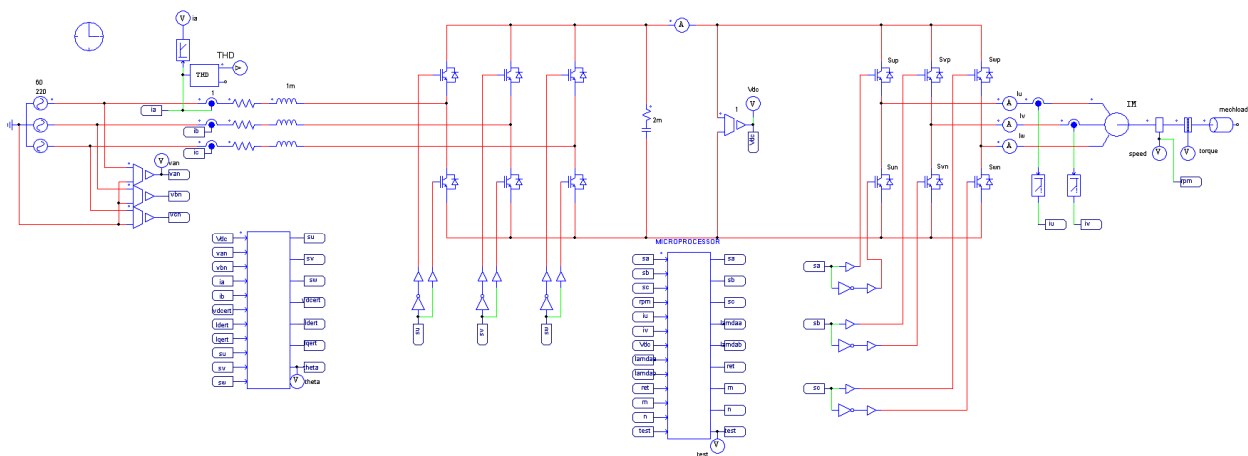 V ia
THD
THD
60
220
1
1m
ia
ib
ic
V van
van
vbn
vcn
2m
A
1
Vdc
V
Vdc
Sup
Svp
Swp
Sun
Svn
Swn
A Iu
A Iv
A Iw
IM
mechload
speed V
V torque
rpm
iu
iv
Vdc
van
vbn
ia
ib
vdcert
Idert
Iqert
su
sv
sw
su
sv
sw
vdcert
Idert
Iqert
theta
V theta
su
sv
sw
MICROPROCESSOR
sa
sb
sc
rpm
iu
iv
Vdc
lamdaa
lamdab
ret
m
n
test
sa
sb
sc
lamdaa
lamdab
ret
m
n
test
V
test
sa
sb
sc